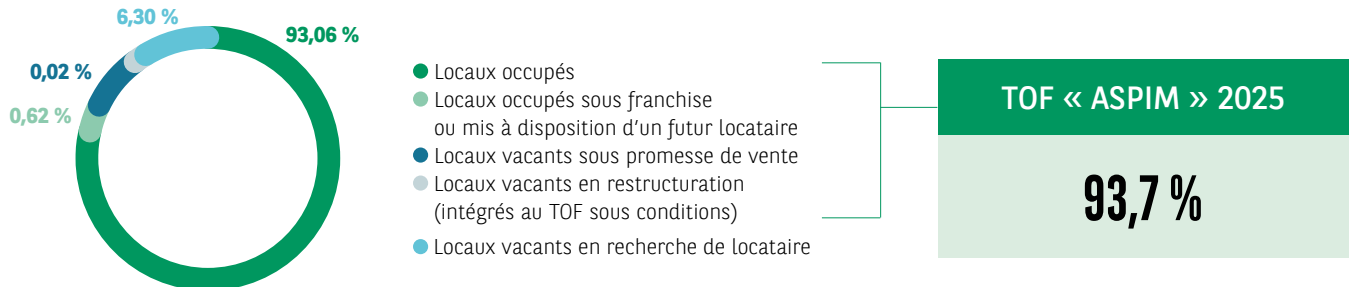 6,30 %
93,06 %
0,02 %
0,62 %
Locaux occupés
Locaux occupés sous franchise
ou mis à disposition d'un futur locataire
Locaux vacants sous promesse de vente
Locaux vacants en restructuration
(intégrés au TOF sous conditions)
Locaux vacants en recherche de locataire
TOF « ASPIM » 2025
93,7 %